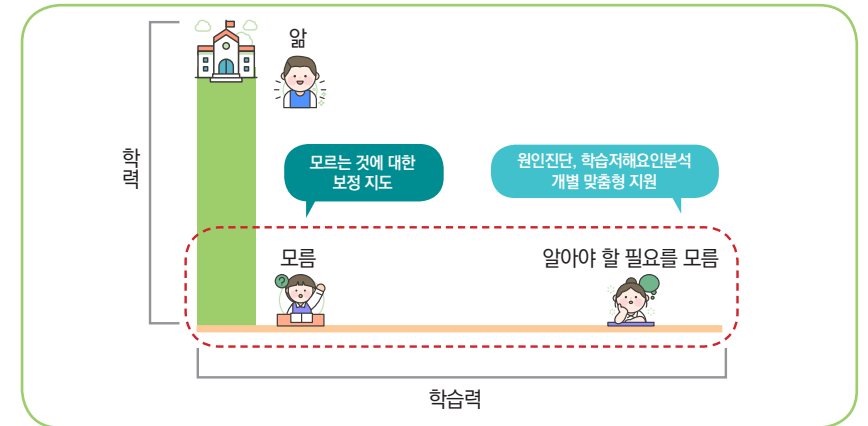 앎
학력
모르는 것에 대한
보정 지도
원인진단, 학습저해요인분석
개별 맞춤형 지원
모름
?
알아야 할 필요를 모름
학습력